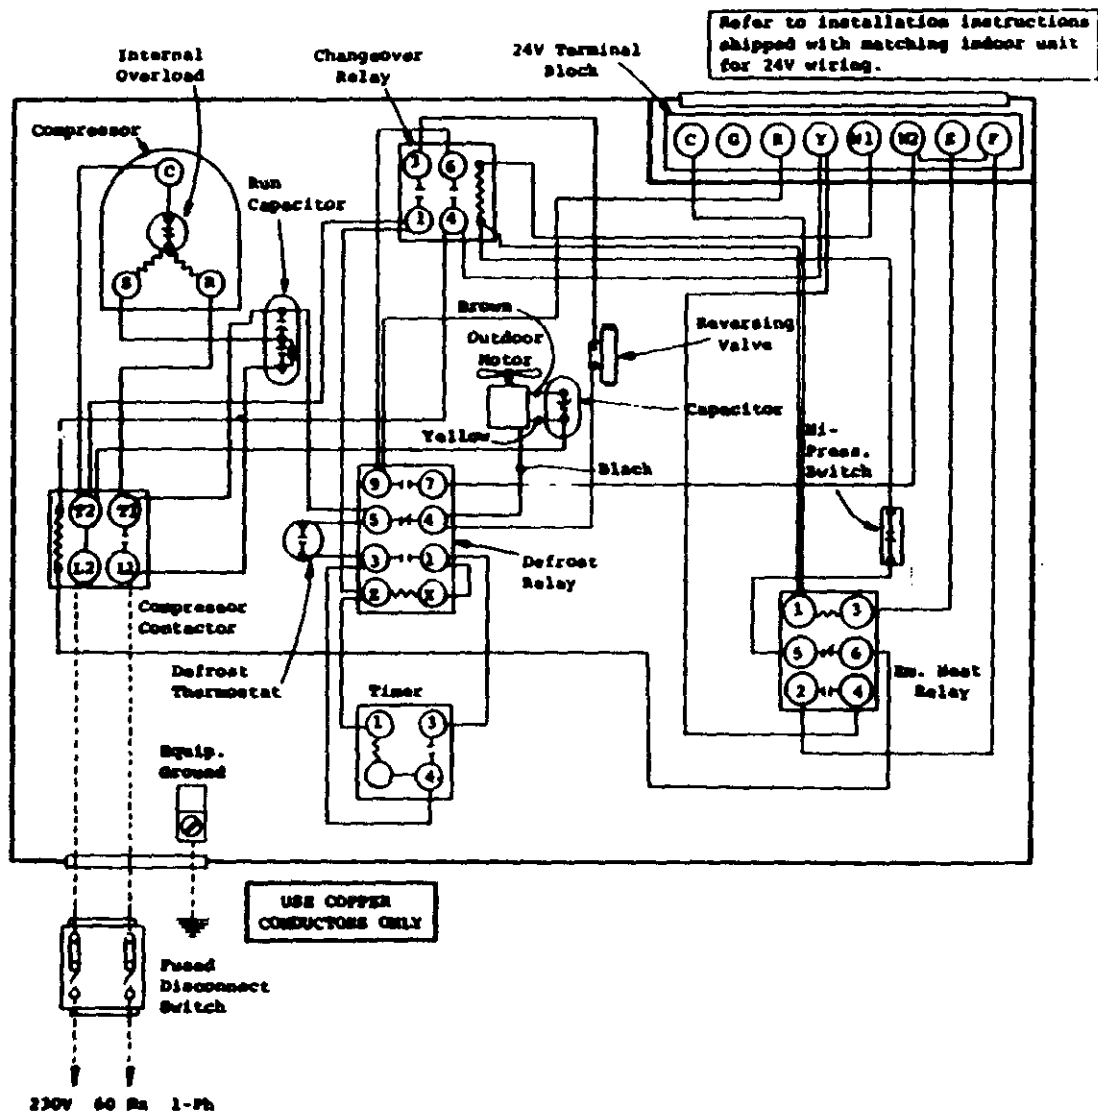 Refer to installation instructions
shipped with matching indoor unit
for 24V wiring.
Internal
Overload
Changeover
Relay
24V Terminal
Block
Compressor
C
G
R
Y
W1
W2
E
F
C
3
6
Run
Capacitor
1
4
S
R
Brown
Outdoor
Motor
Reversing
Valve
Capacitor
Yellow
Hi-
Press.
Switch
Black
9
7
T2
T1
5
4
3
1
Defrost
Relay
L2
L1
Z
X
Compressor
Contactor
1
3
5
6
Em. Heat
Relay
2
4
Defrost
Thermostat
Timer
1
3
4
Equip.
Ground
USE COPPER
CONDUCTORS ONLY
Fused
Disconnect
Switch
230V 60 Hz 1-Ph